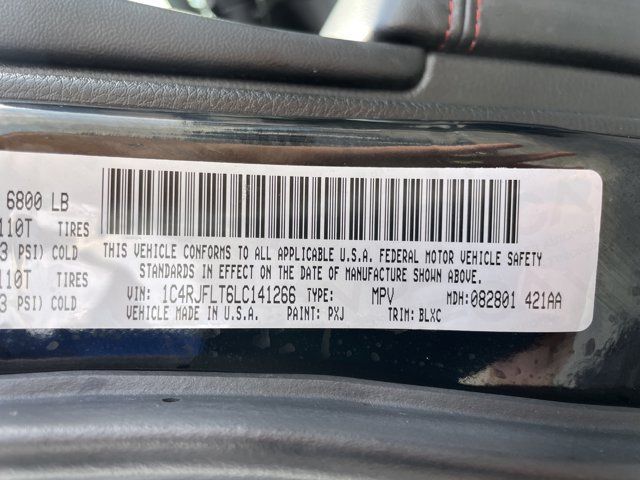 6800 LB
110T TIRES
3 PSI) COLD
110T TIRES
3 PSI) COLD
THIS VEHICLE CONFORMS TO ALL APPLICABLE U.S.A. FEDERAL MOTOR VEHICLE SAFETY
STANDARDS IN EFFECT ON THE DATE OF MANUFACTURE SHOWN ABOVE.
VIN: 1C4RJFLT6LC141266 TYPE: MPV MDH:082801 421AA
VEHICLE MADE IN U.S.A. PAINT: PXJ TRIM: BLXC